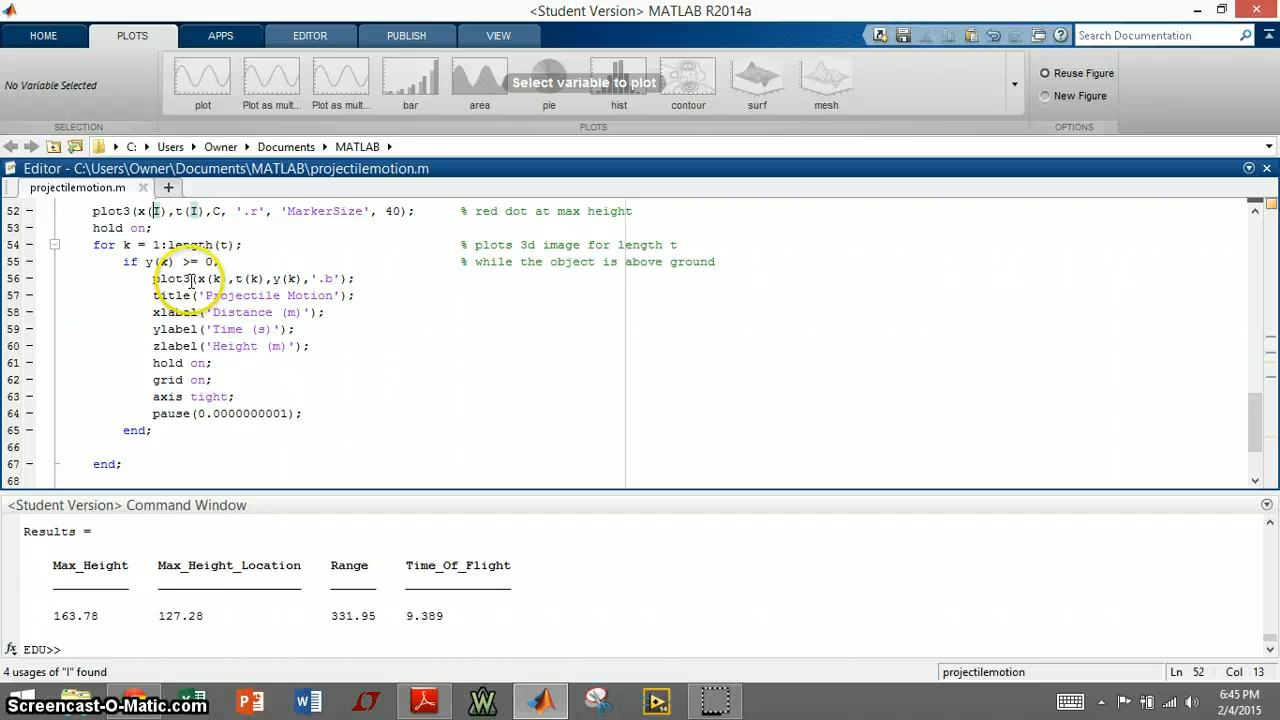 <Student Version> MATLAB R2014a
HOME PLOTS APPS EDITOR PUBLISH VIEW Search Documentation
No Variable Selected
plot Plot as mult... Plot as mult... bar area pie hist contour surf mesh
Select variable to plot
Reuse Figure
New Figure
SELECTION PLOTS OPTIONS
C: Users Owner Documents MATLAB
Editor - C:\Users\Owner\Documents\MATLAB\projectilemotion.m
projectilemotion.m
52 - plot3(x(I),t(I),C, '.r', 'MarkerSize', 40); % red dot at max height
53 - hold on;
54 - for k = 1:length(t); % plots 3d image for length t
55 - if y(k) >= 0, % while the object is above ground
56 - plot3(x(k),t(k),y(k),'.b');
57 - title('Projectile Motion');
58 - xlabel('Distance (m)');
59 - ylabel('Time (s)');
60 - zlabel('Height (m)');
61 - hold on;
62 - grid on;
63 - axis tight;
64 - pause(0.0000000001);
65 - end;
66
67 - end;
68
<Student Version> Command Window
Results =
Max_Height Max_Height_Location Range Time_Of_Flight
163.78 127.28 331.95 9.389
fx EDU>>
4 usages of "I" found projectilemotion Ln 52 Col 13
Screencast-O-Matic.com
6:45 PM
2/4/2015